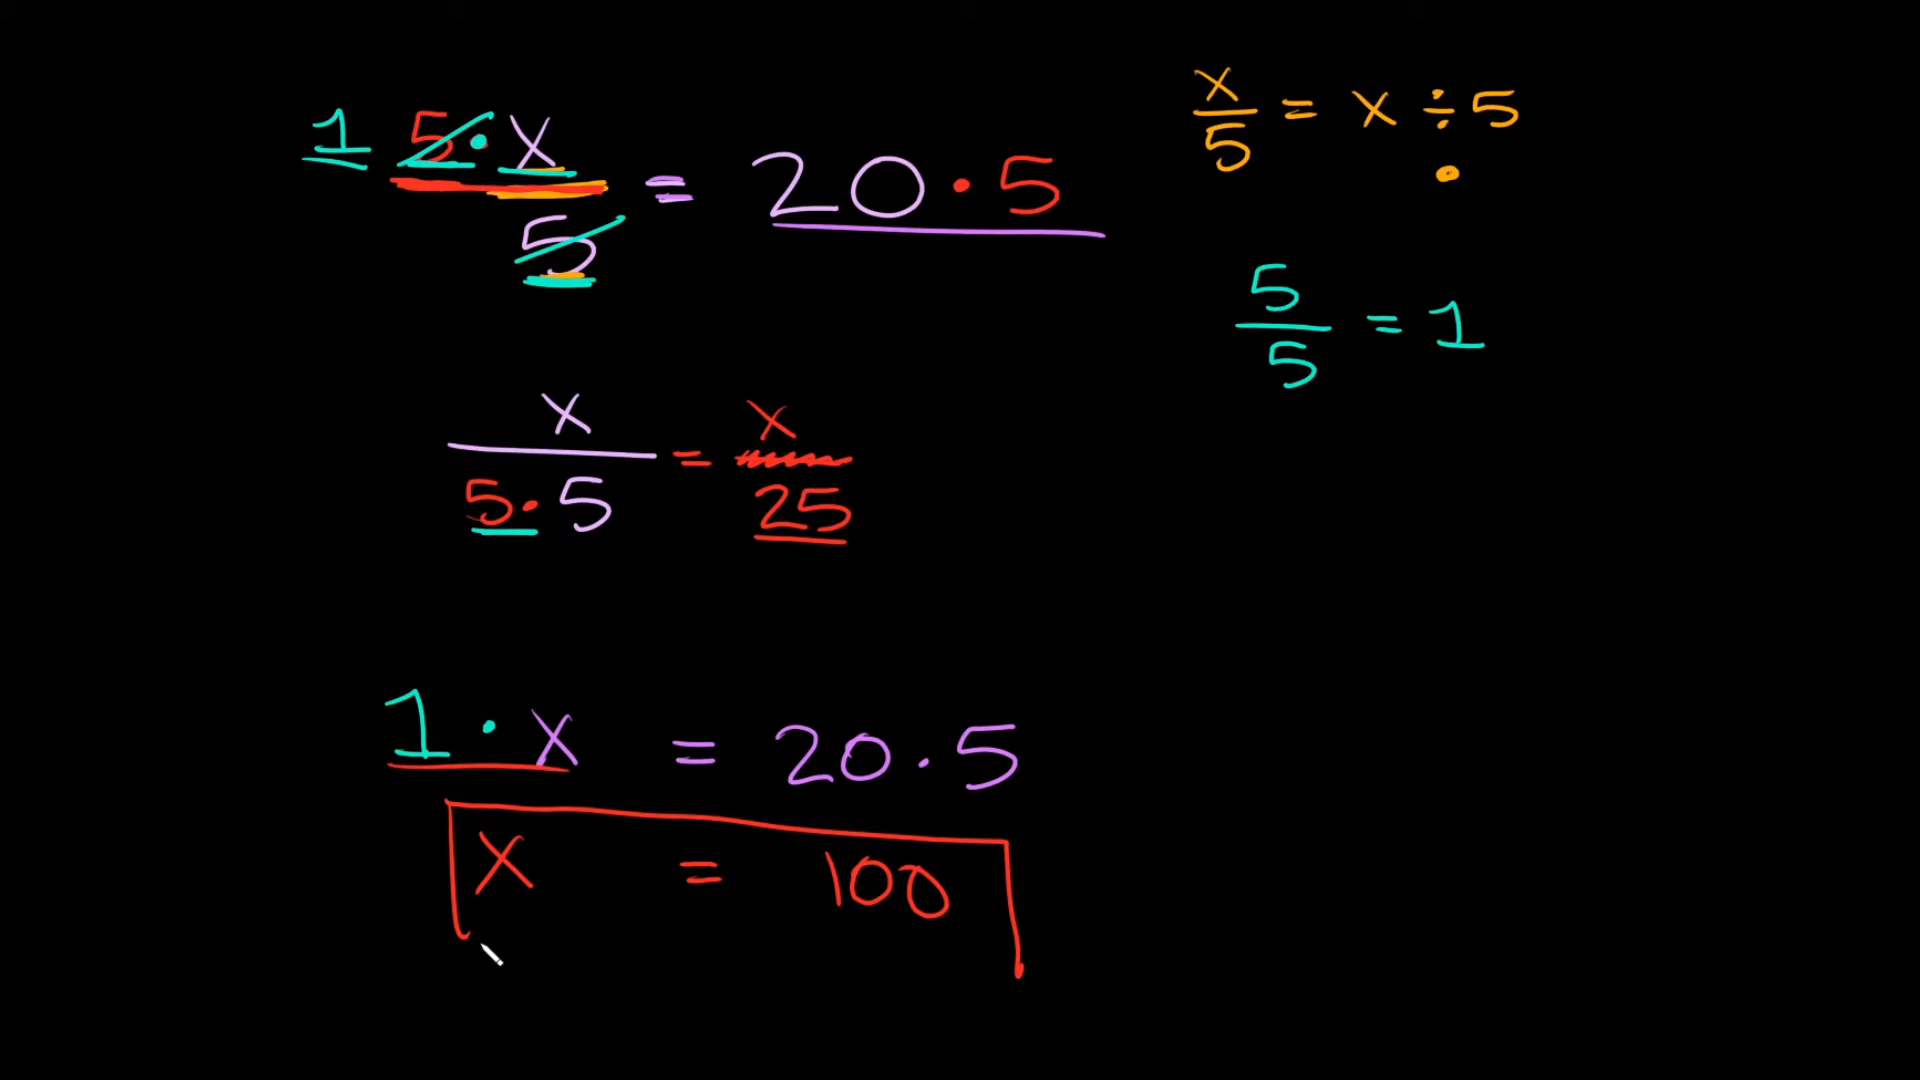 1 5·x/5 = 20·5
x/5 = x ÷ 5
5/5 = 1
x/(5·5) = x/25
1·x = 20·5
x = 100